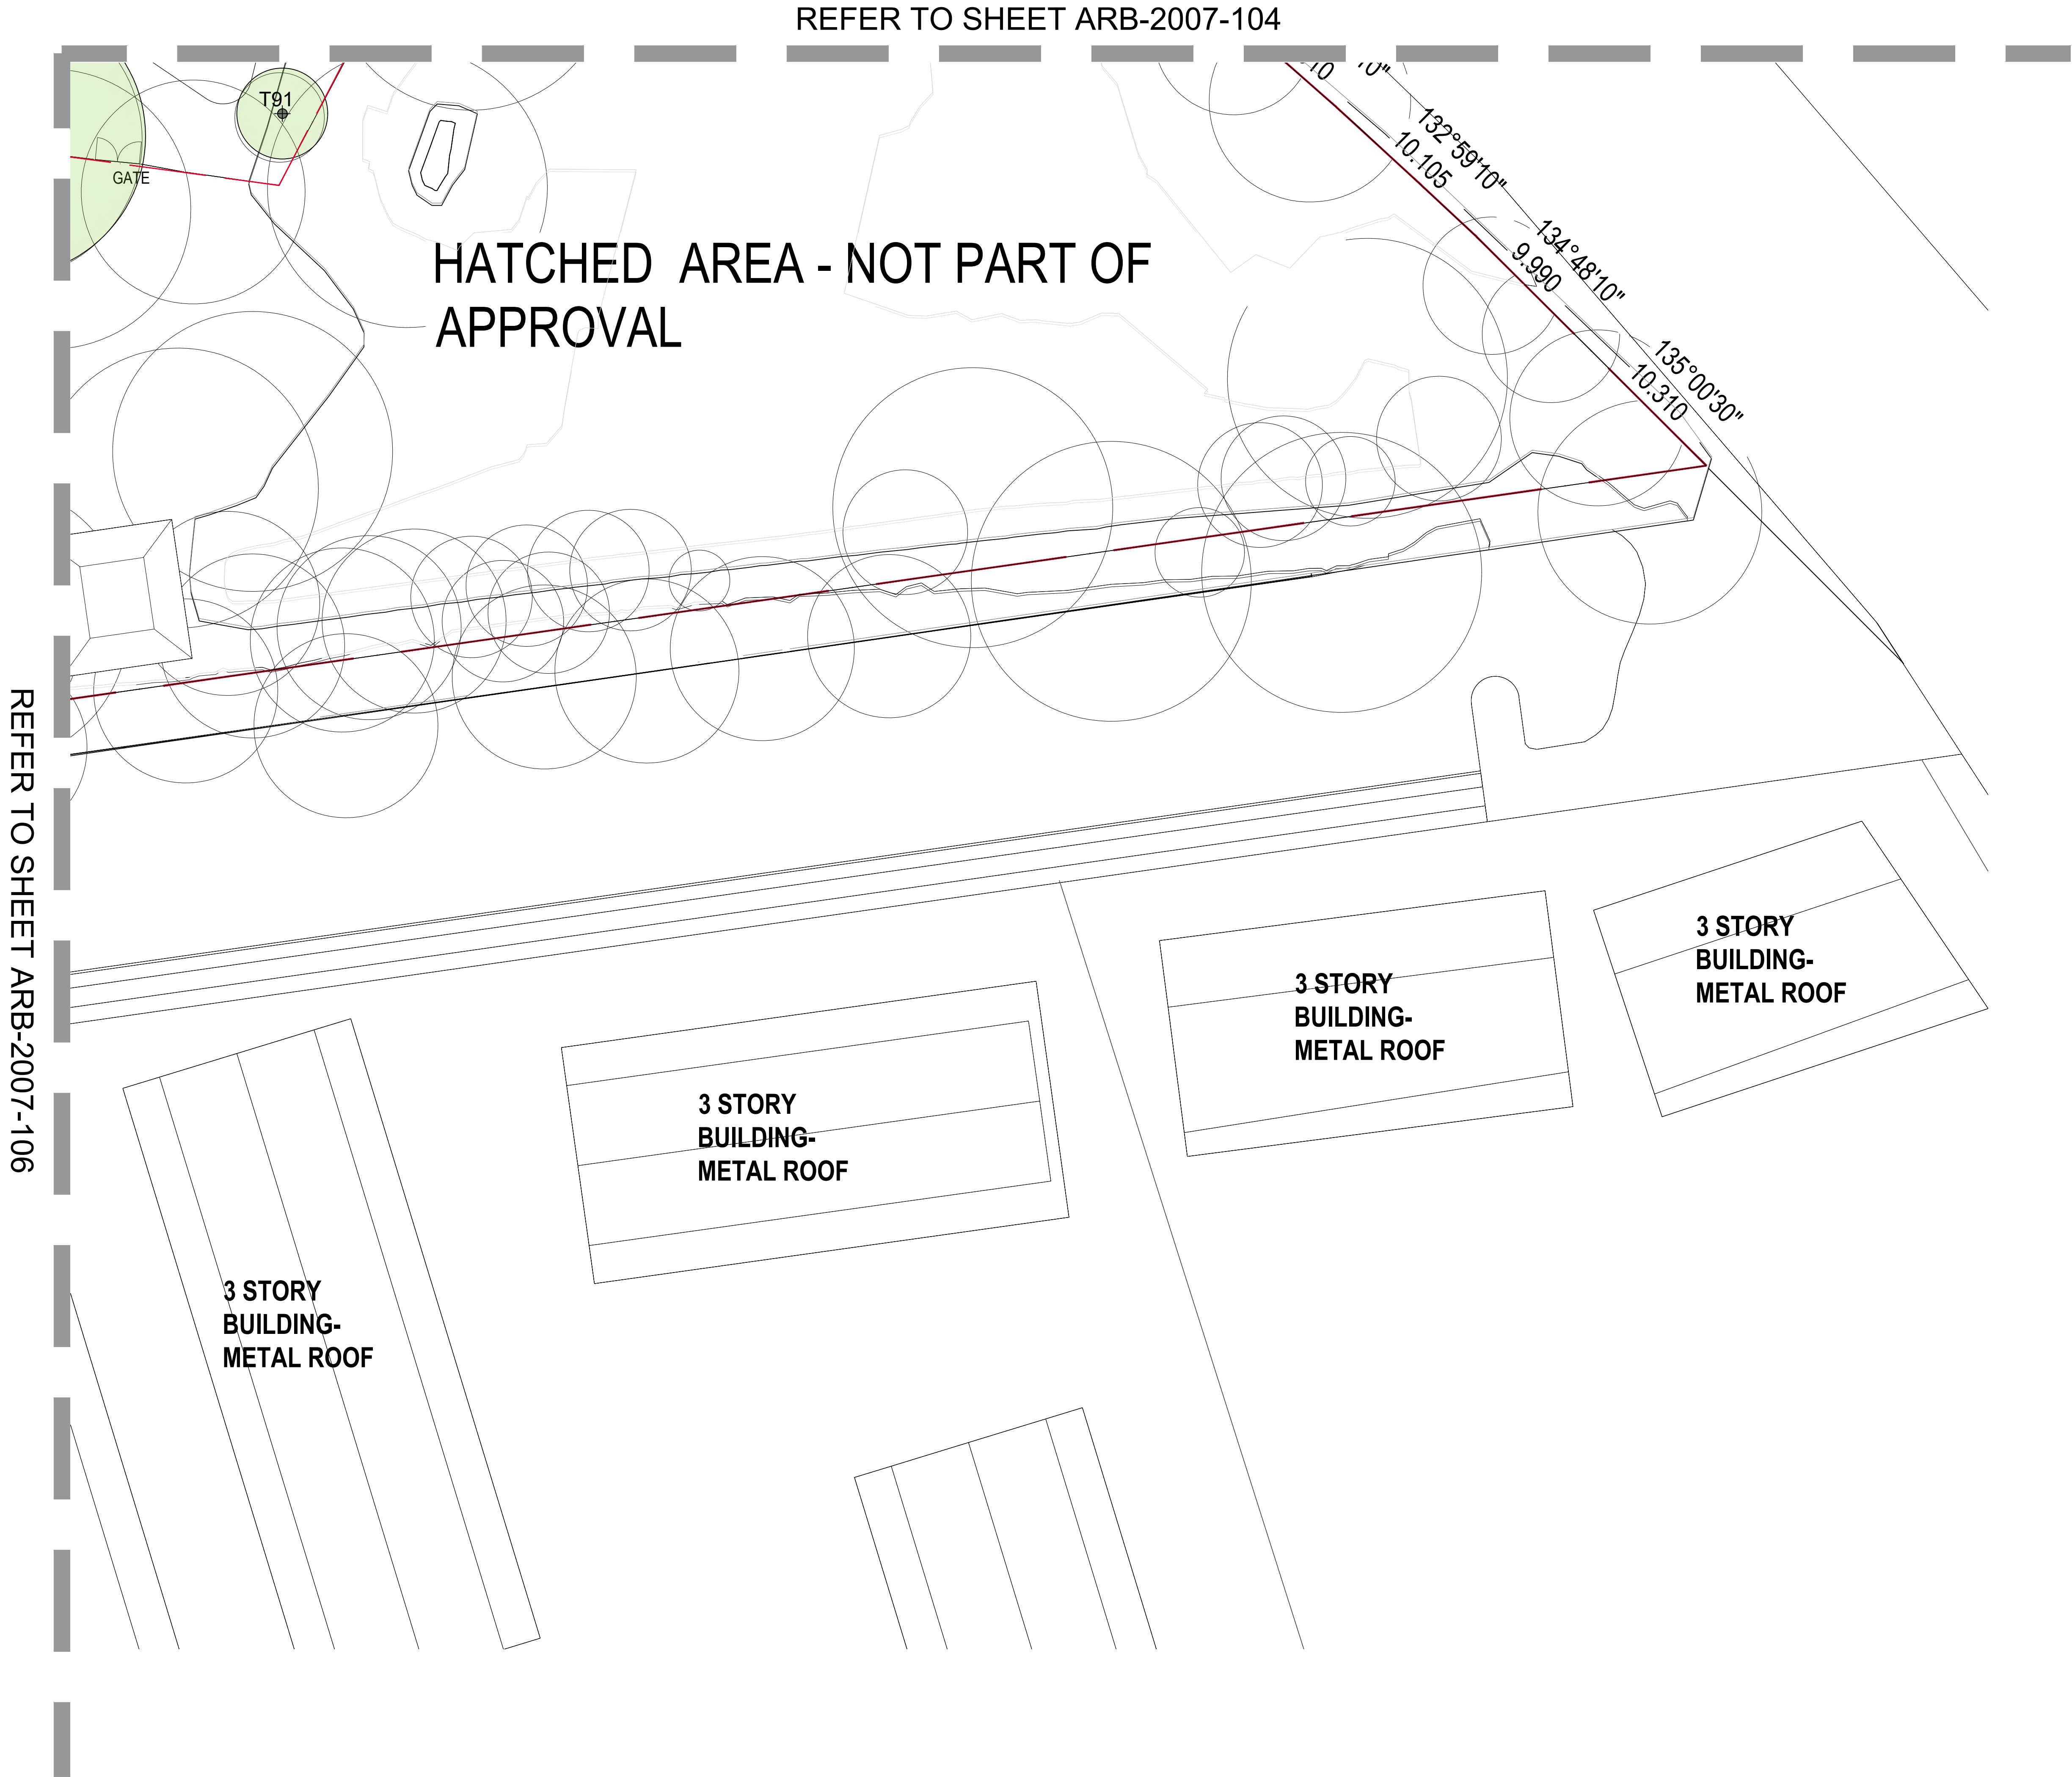 REFER TO SHEET ARB-2007-104
T91
GATE
HATCHED AREA - NOT PART OF
APPROVAL
132°59'10"
10.105
134°48'10"
9.990
135°00'30"
10.310
REFER TO SHEET ARB-2007-106
3 STORY
BUILDING-
METAL ROOF
3 STORY
BUILDING-
METAL ROOF
3 STORY
BUILDING-
METAL ROOF
3 STORY
BUILDING-
METAL ROOF